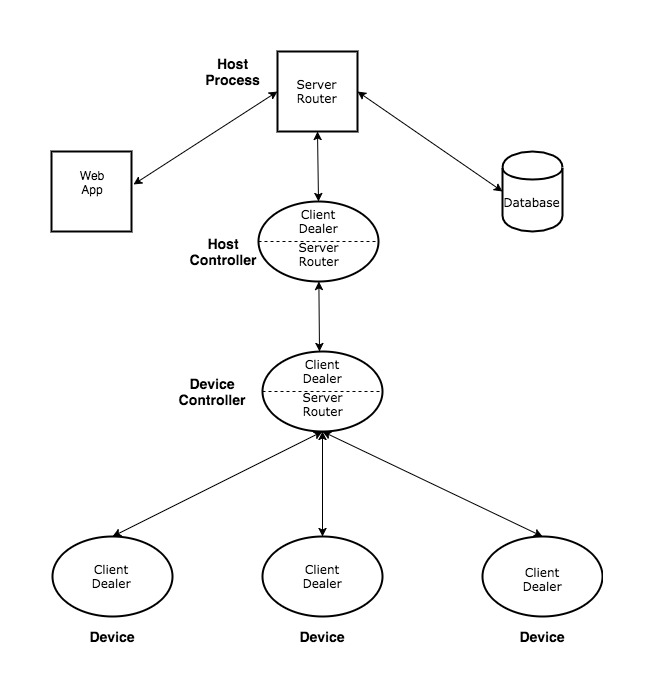 Host
Process
Server
Router
Web
App
Database
Client
Dealer
Server
Router
Host
Controller
Client
Dealer
Server
Router
Device
Controller
Client
Dealer
Client
Dealer
Client
Dealer
Device
Device
Device